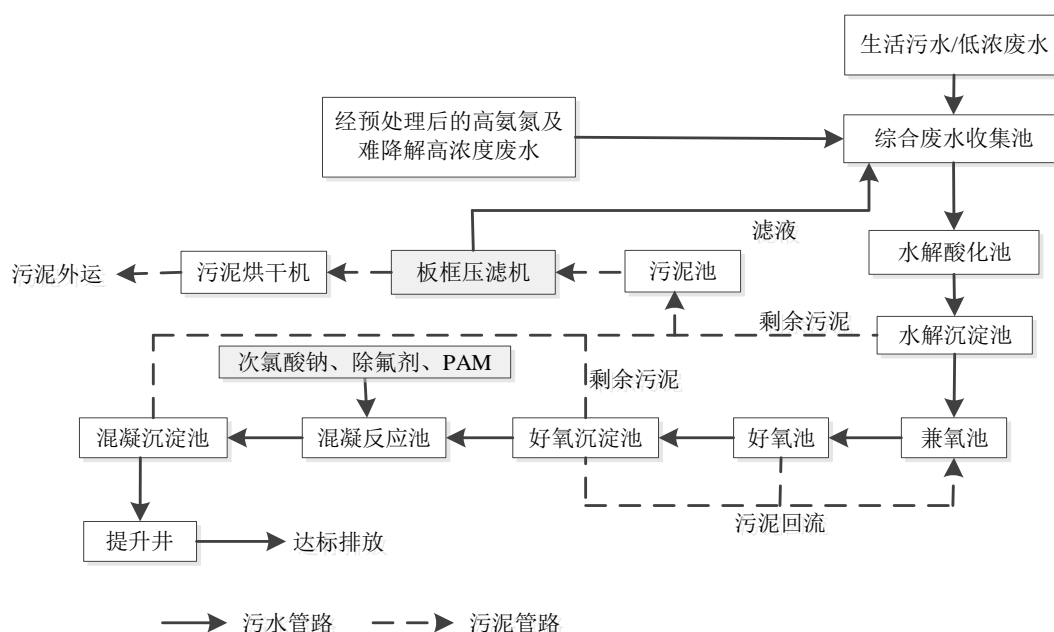 生活污水/低浓废水
经预处理后的高氨氮及
难降解高浓度废水
综合废水收集池
滤液
水解酸化池
污泥外运
污泥烘干机
板框压滤机
污泥池
剩余污泥
水解沉淀池
次氯酸钠、除氟剂、PAM
剩余污泥
混凝沉淀池
混凝反应池
好氧沉淀池
好氧池
兼氧池
污泥回流
提升井
达标排放
污水管路
污泥管路